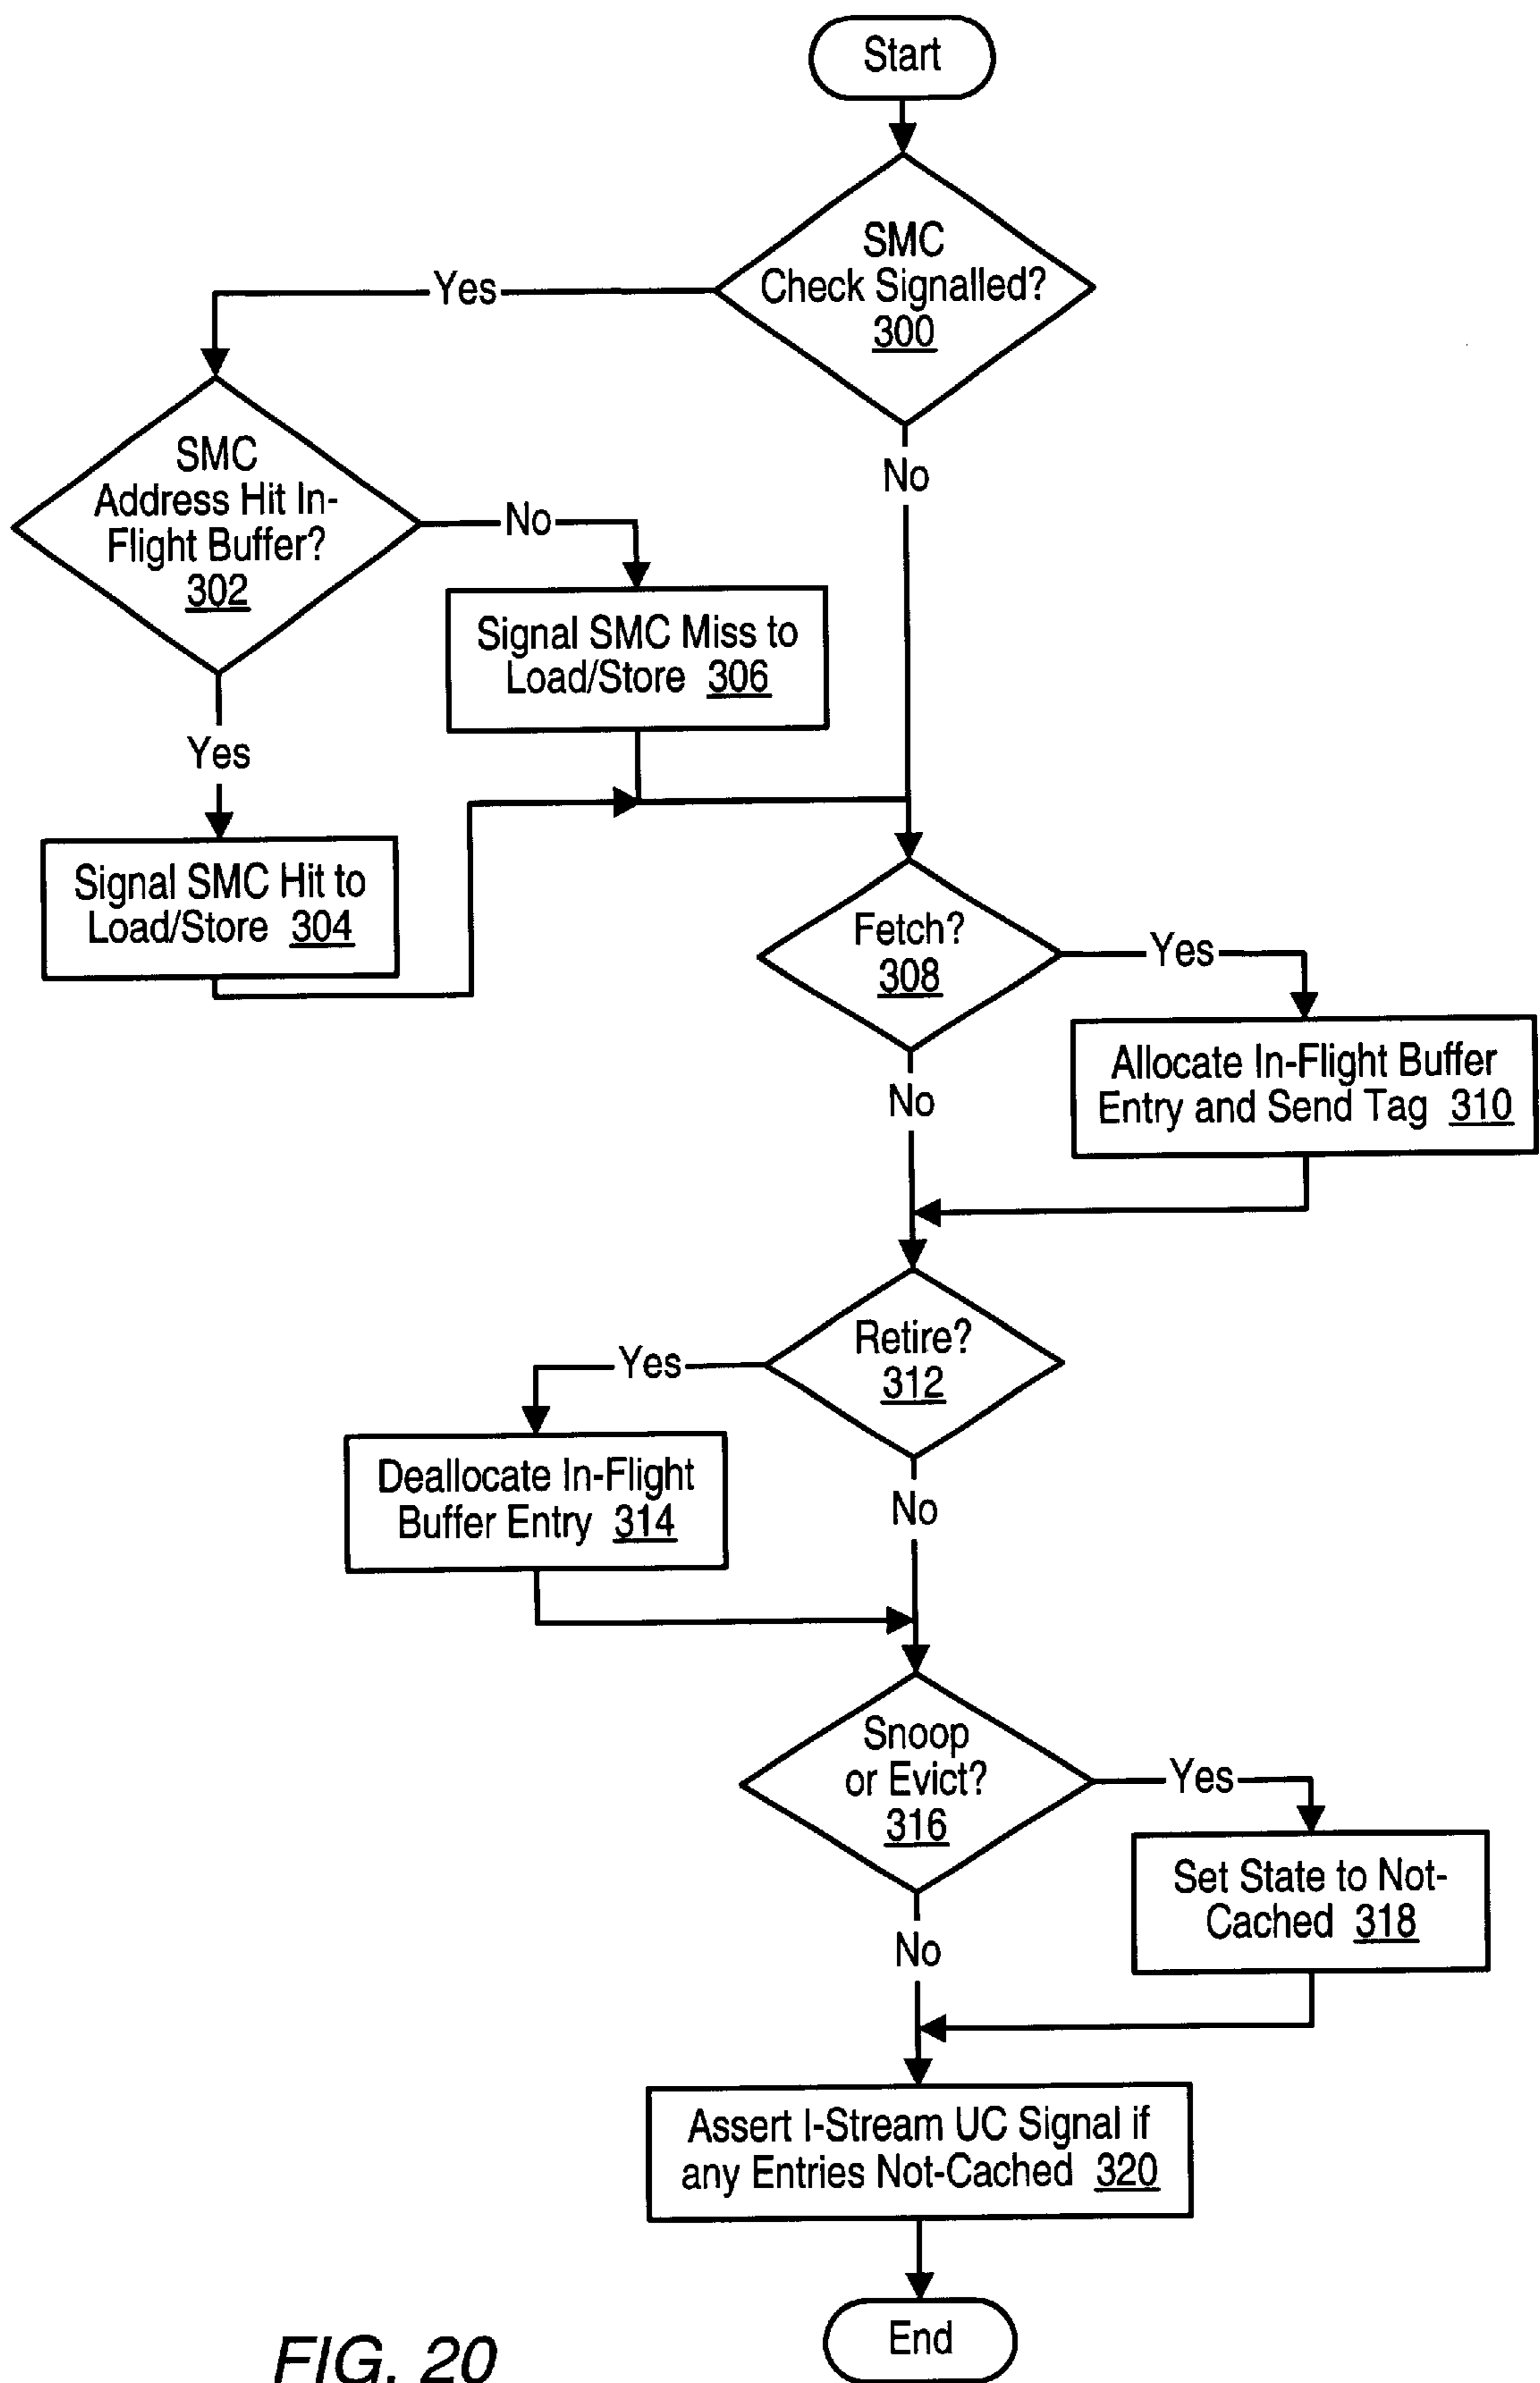 Start
SMC
Check Signalled?
300
Yes
No
SMC
Address Hit In-
Flight Buffer?
302
No
Signal SMC Miss to
Load/Store 306
Yes
Signal SMC Hit to
Load/Store 304
Fetch?
308
Yes
Allocate In-Flight Buffer
Entry and Send Tag 310
No
Retire?
312
Yes
Deallocate In-Flight
Buffer Entry 314
No
Snoop
or Evict?
316
Yes
Set State to Not-
Cached 318
No
Assert I-Stream UC Signal if
any Entries Not-Cached 320
End
FIG. 20